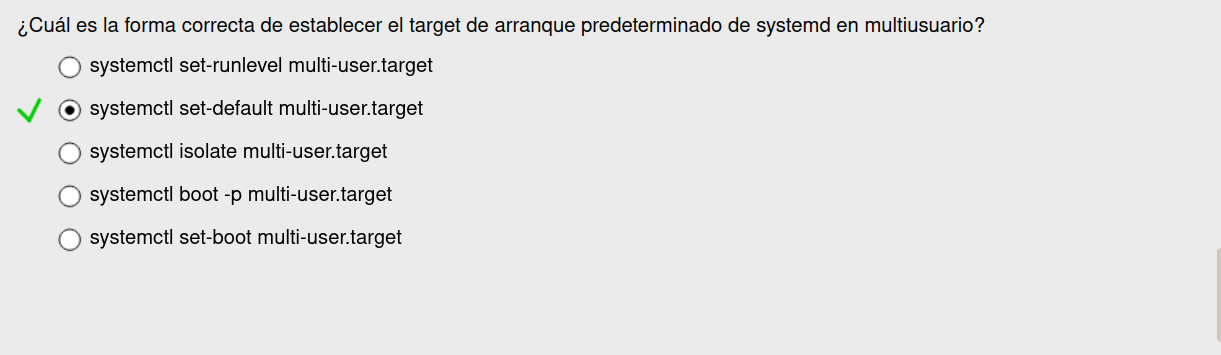 ¿Cuál es la forma correcta de establecer el target de arranque predeterminado de systemd en multiusuario?
systemctl set-runlevel multi-user.target
systemctl set-default multi-user.target
systemctl isolate multi-user.target
systemctl boot -p multi-user.target
systemctl set-boot multi-user.target